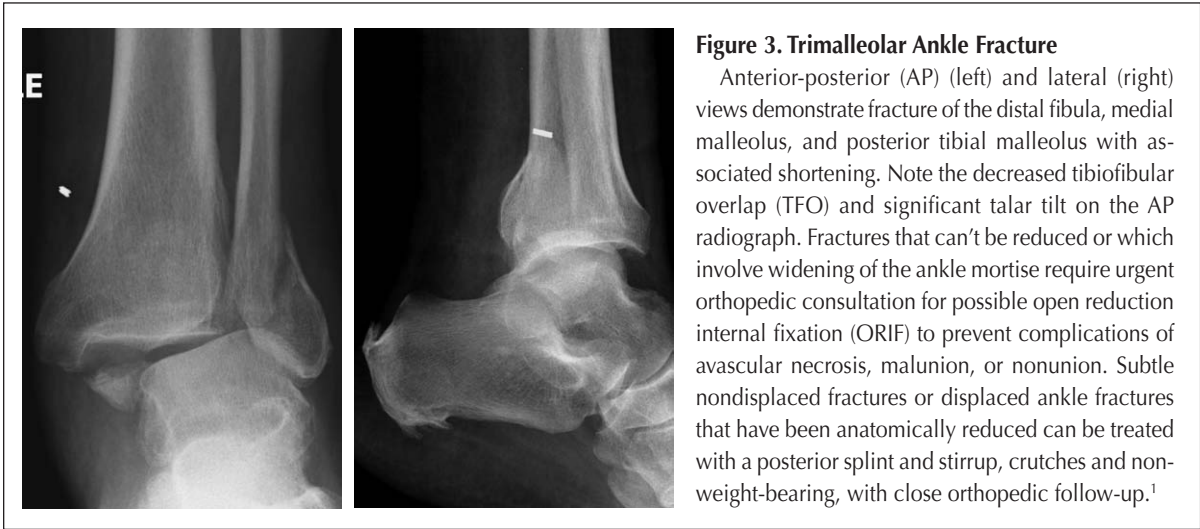 .E
Figure 3. Trimalleolar Ankle Fracture
Anterior-posterior (AP) (left) and lateral (right)
views demonstrate fracture of the distal fibula, medial
malleolus, and posterior tibial malleolus with as-
sociated shortening. Note the decreased tibiofibular
overlap (TFO) and significant talar tilt on the AP
radiograph. Fractures that can’t be reduced or which
involve widening of the ankle mortise require urgent
orthopedic consultation for possible open reduction
internal fixation (ORIF) to prevent complications of
avascular necrosis, malunion, or nonunion. Subtle
nondisplaced fractures or displaced ankle fractures
that have been anatomically reduced can be treated
with a posterior splint and stirrup, crutches and non-
weight-bearing, with close orthopedic follow-up.¹